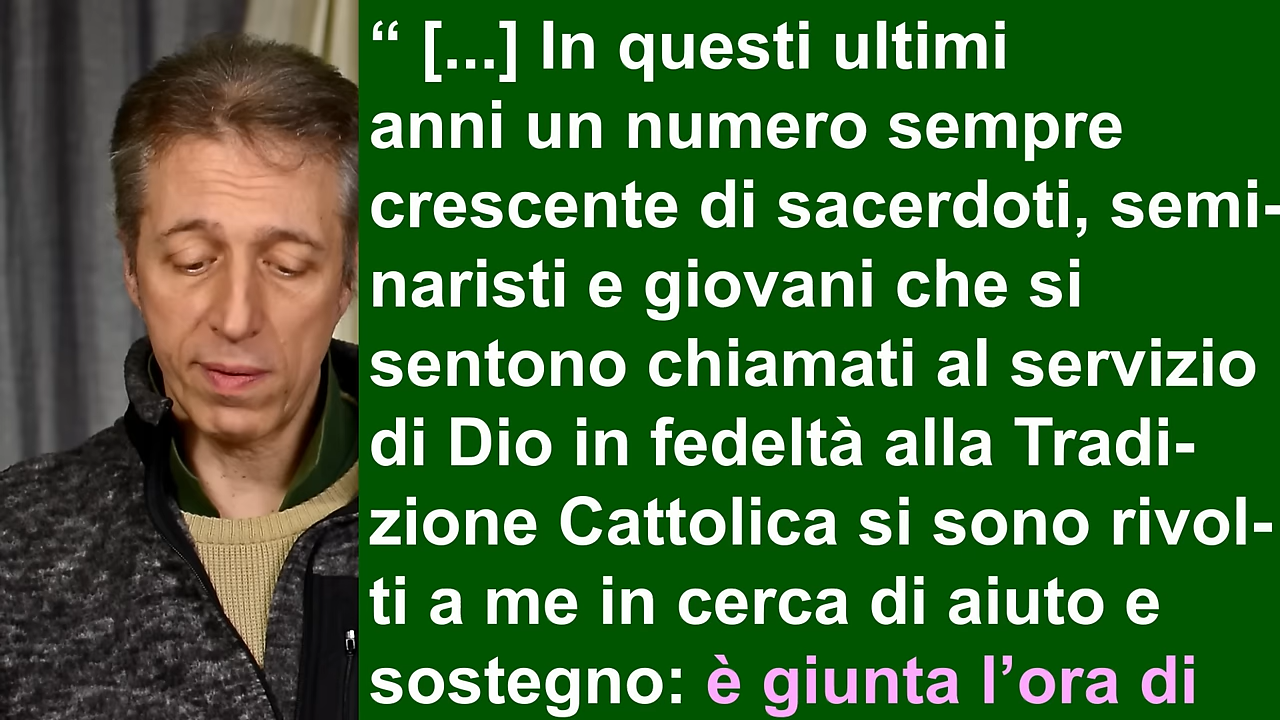 “ [...] In questi ultimi
anni un numero sempre
crescente di sacerdoti, semi-
naristi e giovani che si
sentono chiamati al servizio
di Dio in fedeltà alla Tradi-
zione Cattolica si sono rivol-
ti a me in cerca di aiuto e
sostegno: è giunta l’ora di